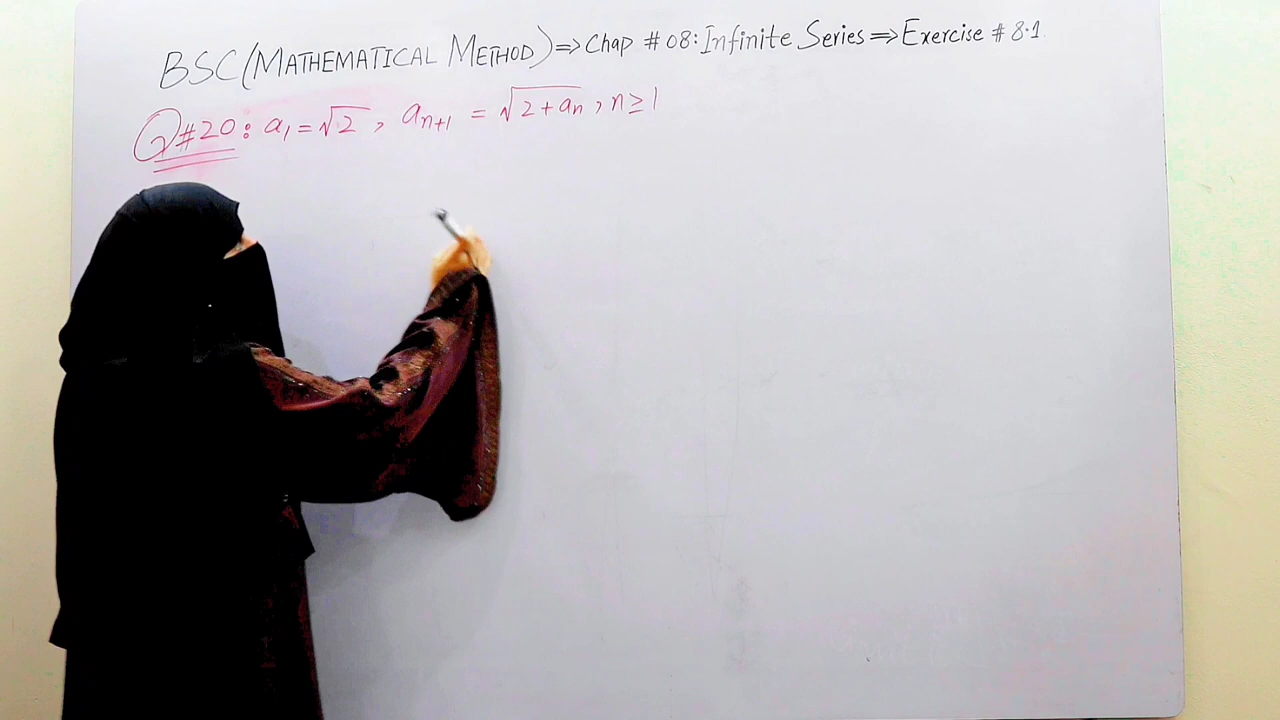 BSC(MATHEMATICAL METHOD)⇒Chap # 08:Infinite Series⇒Exercise # 8.1
Q#20: a₁=√2, aₙ₊₁ = √(2+aₙ), n≥1